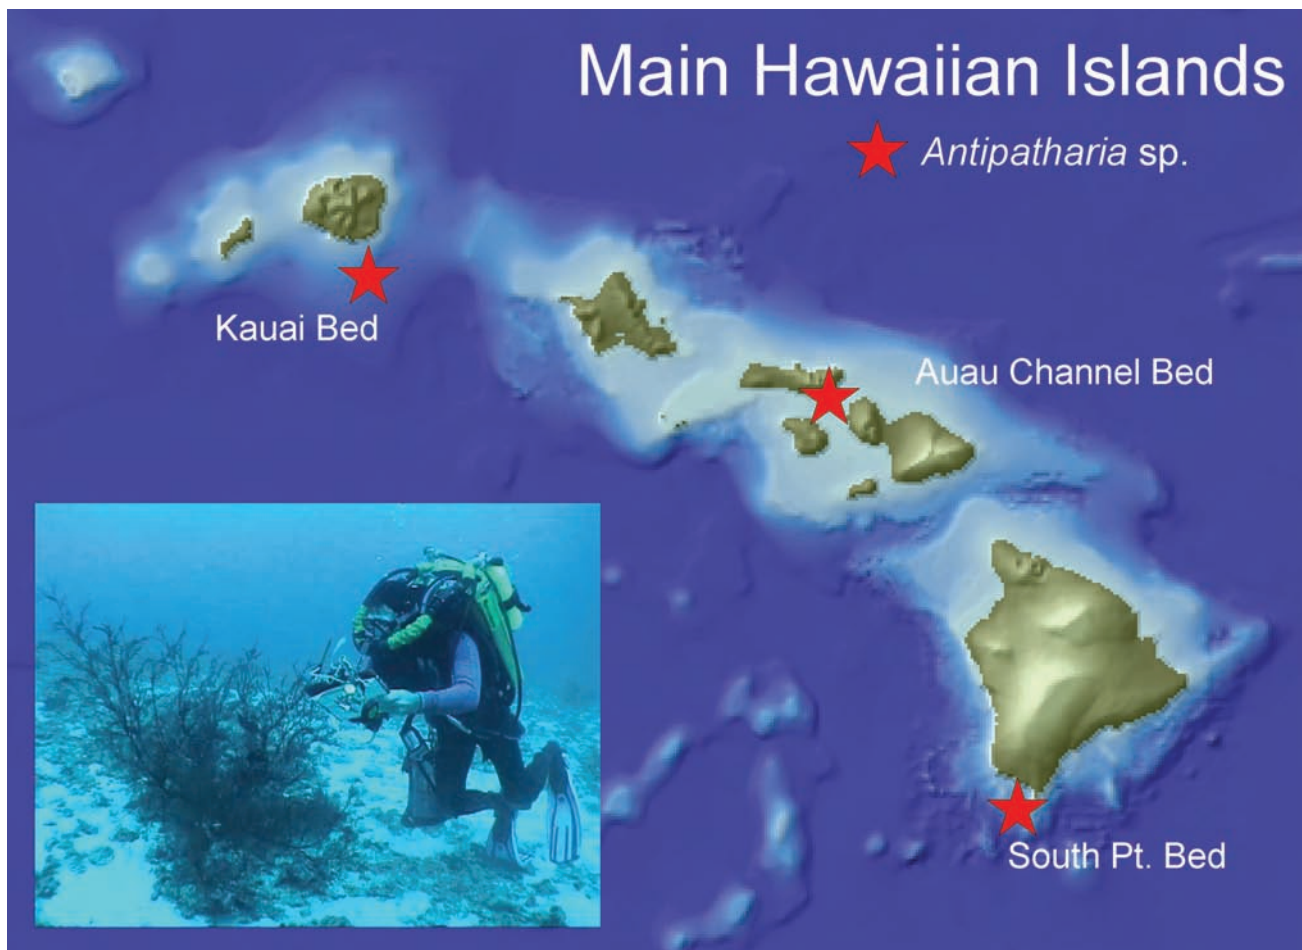 Main Hawaiian Islands
Antipatharia sp.
Kauai Bed
Auau Channel Bed
South Pt. Bed